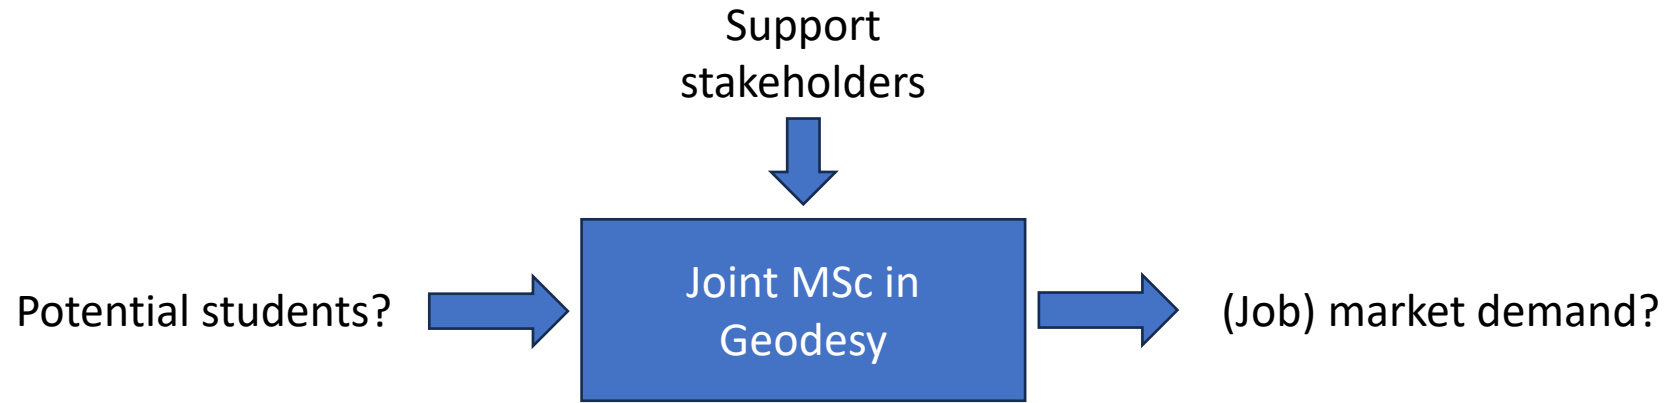 Support
stakeholders
Potential students?
Joint MSc in
Geodesy
(Job) market demand?